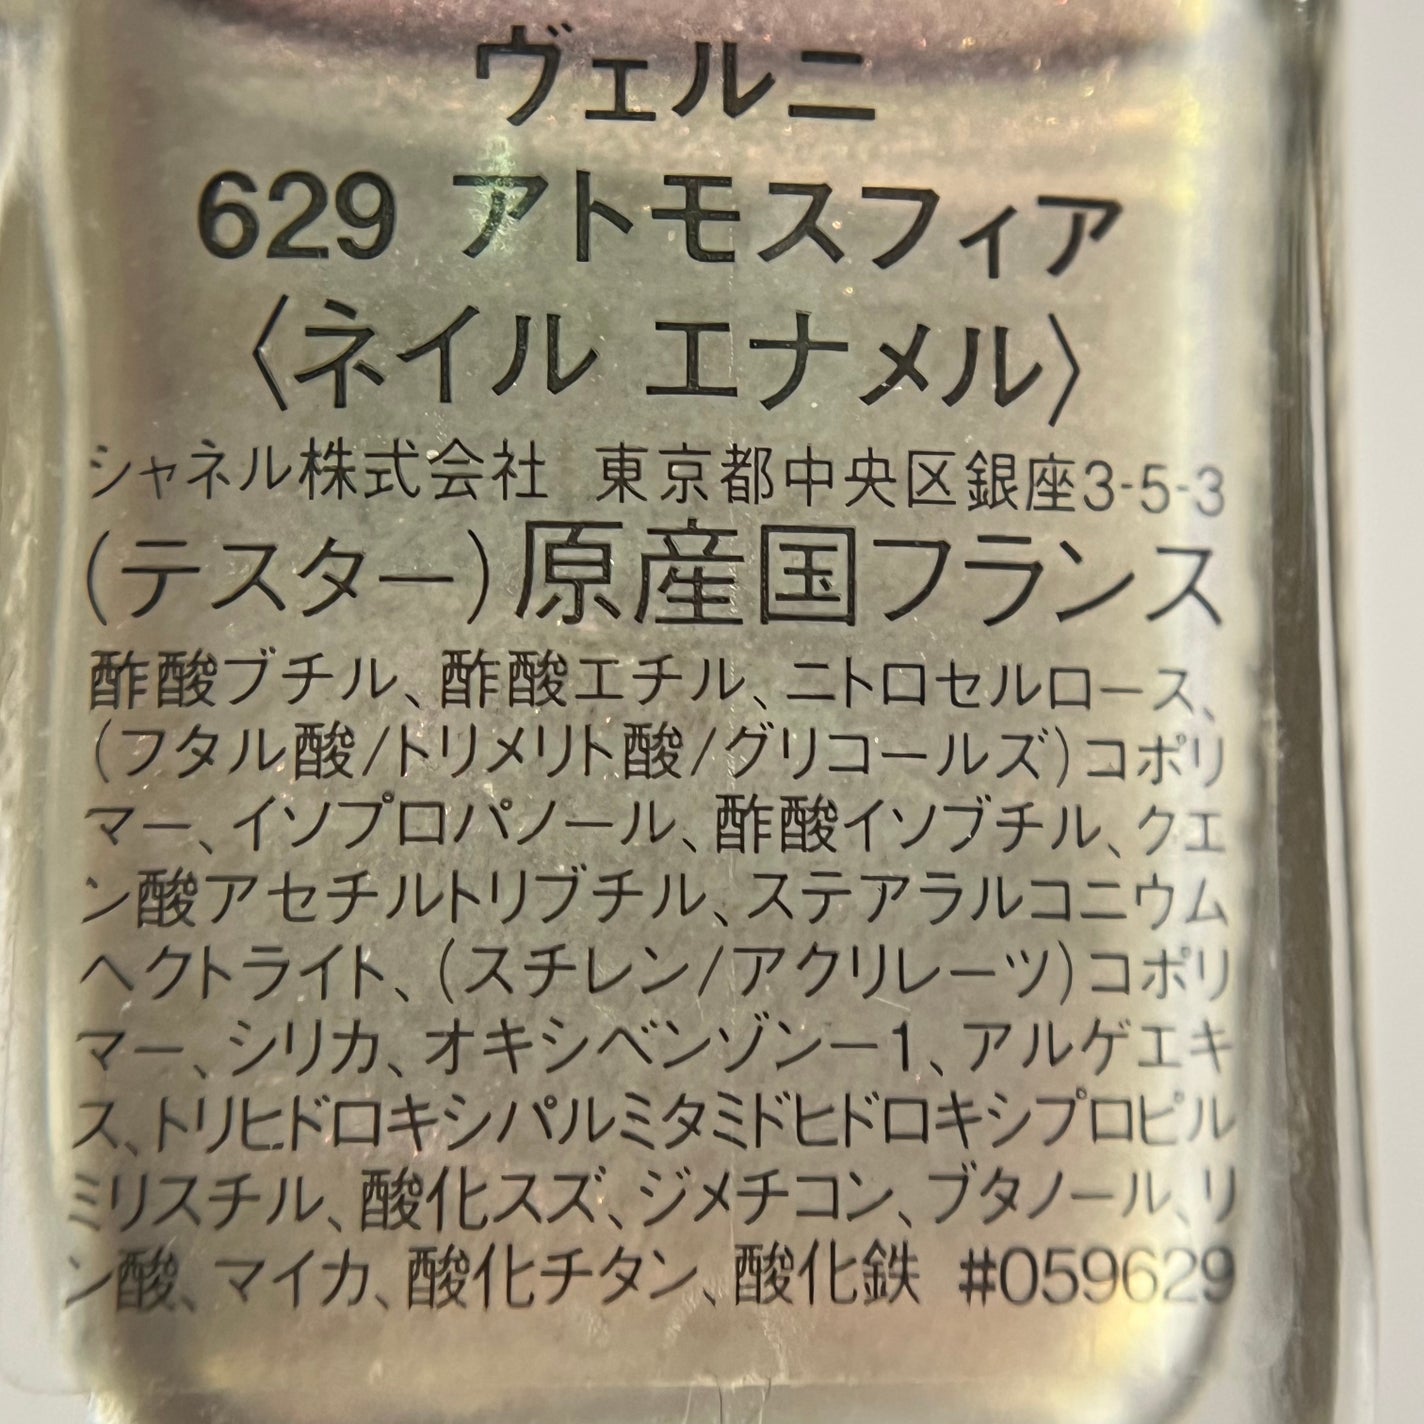 ヴェルニ
629 アトモスフィア
〈ネイル エナメル〉
シャネル株式会社 東京都中央区銀座3-5-3
(テスター)原産国フランス
酢酸ブチル、酢酸エチル、ニトロセルロース、
(フタル酸/トリメリト酸/グリコールズ)コポリ
マー、イソプロパノール、酢酸イソブチル、クエ
ン酸アセチルトリブチル、ステアラルコニウム
ヘクトライト、(スチレン/アクリレーツ)コポリ
マー、シリカ、オキシベンゾンー1、アルゲエキ
ス、トリヒドロキシパルミタミドヒドロキシプロピル
ミリスチル、酸化スズ、ジメチコン、ブタノール、リ
ン酸、マイカ、酸化チタン、酸化鉄 #059629